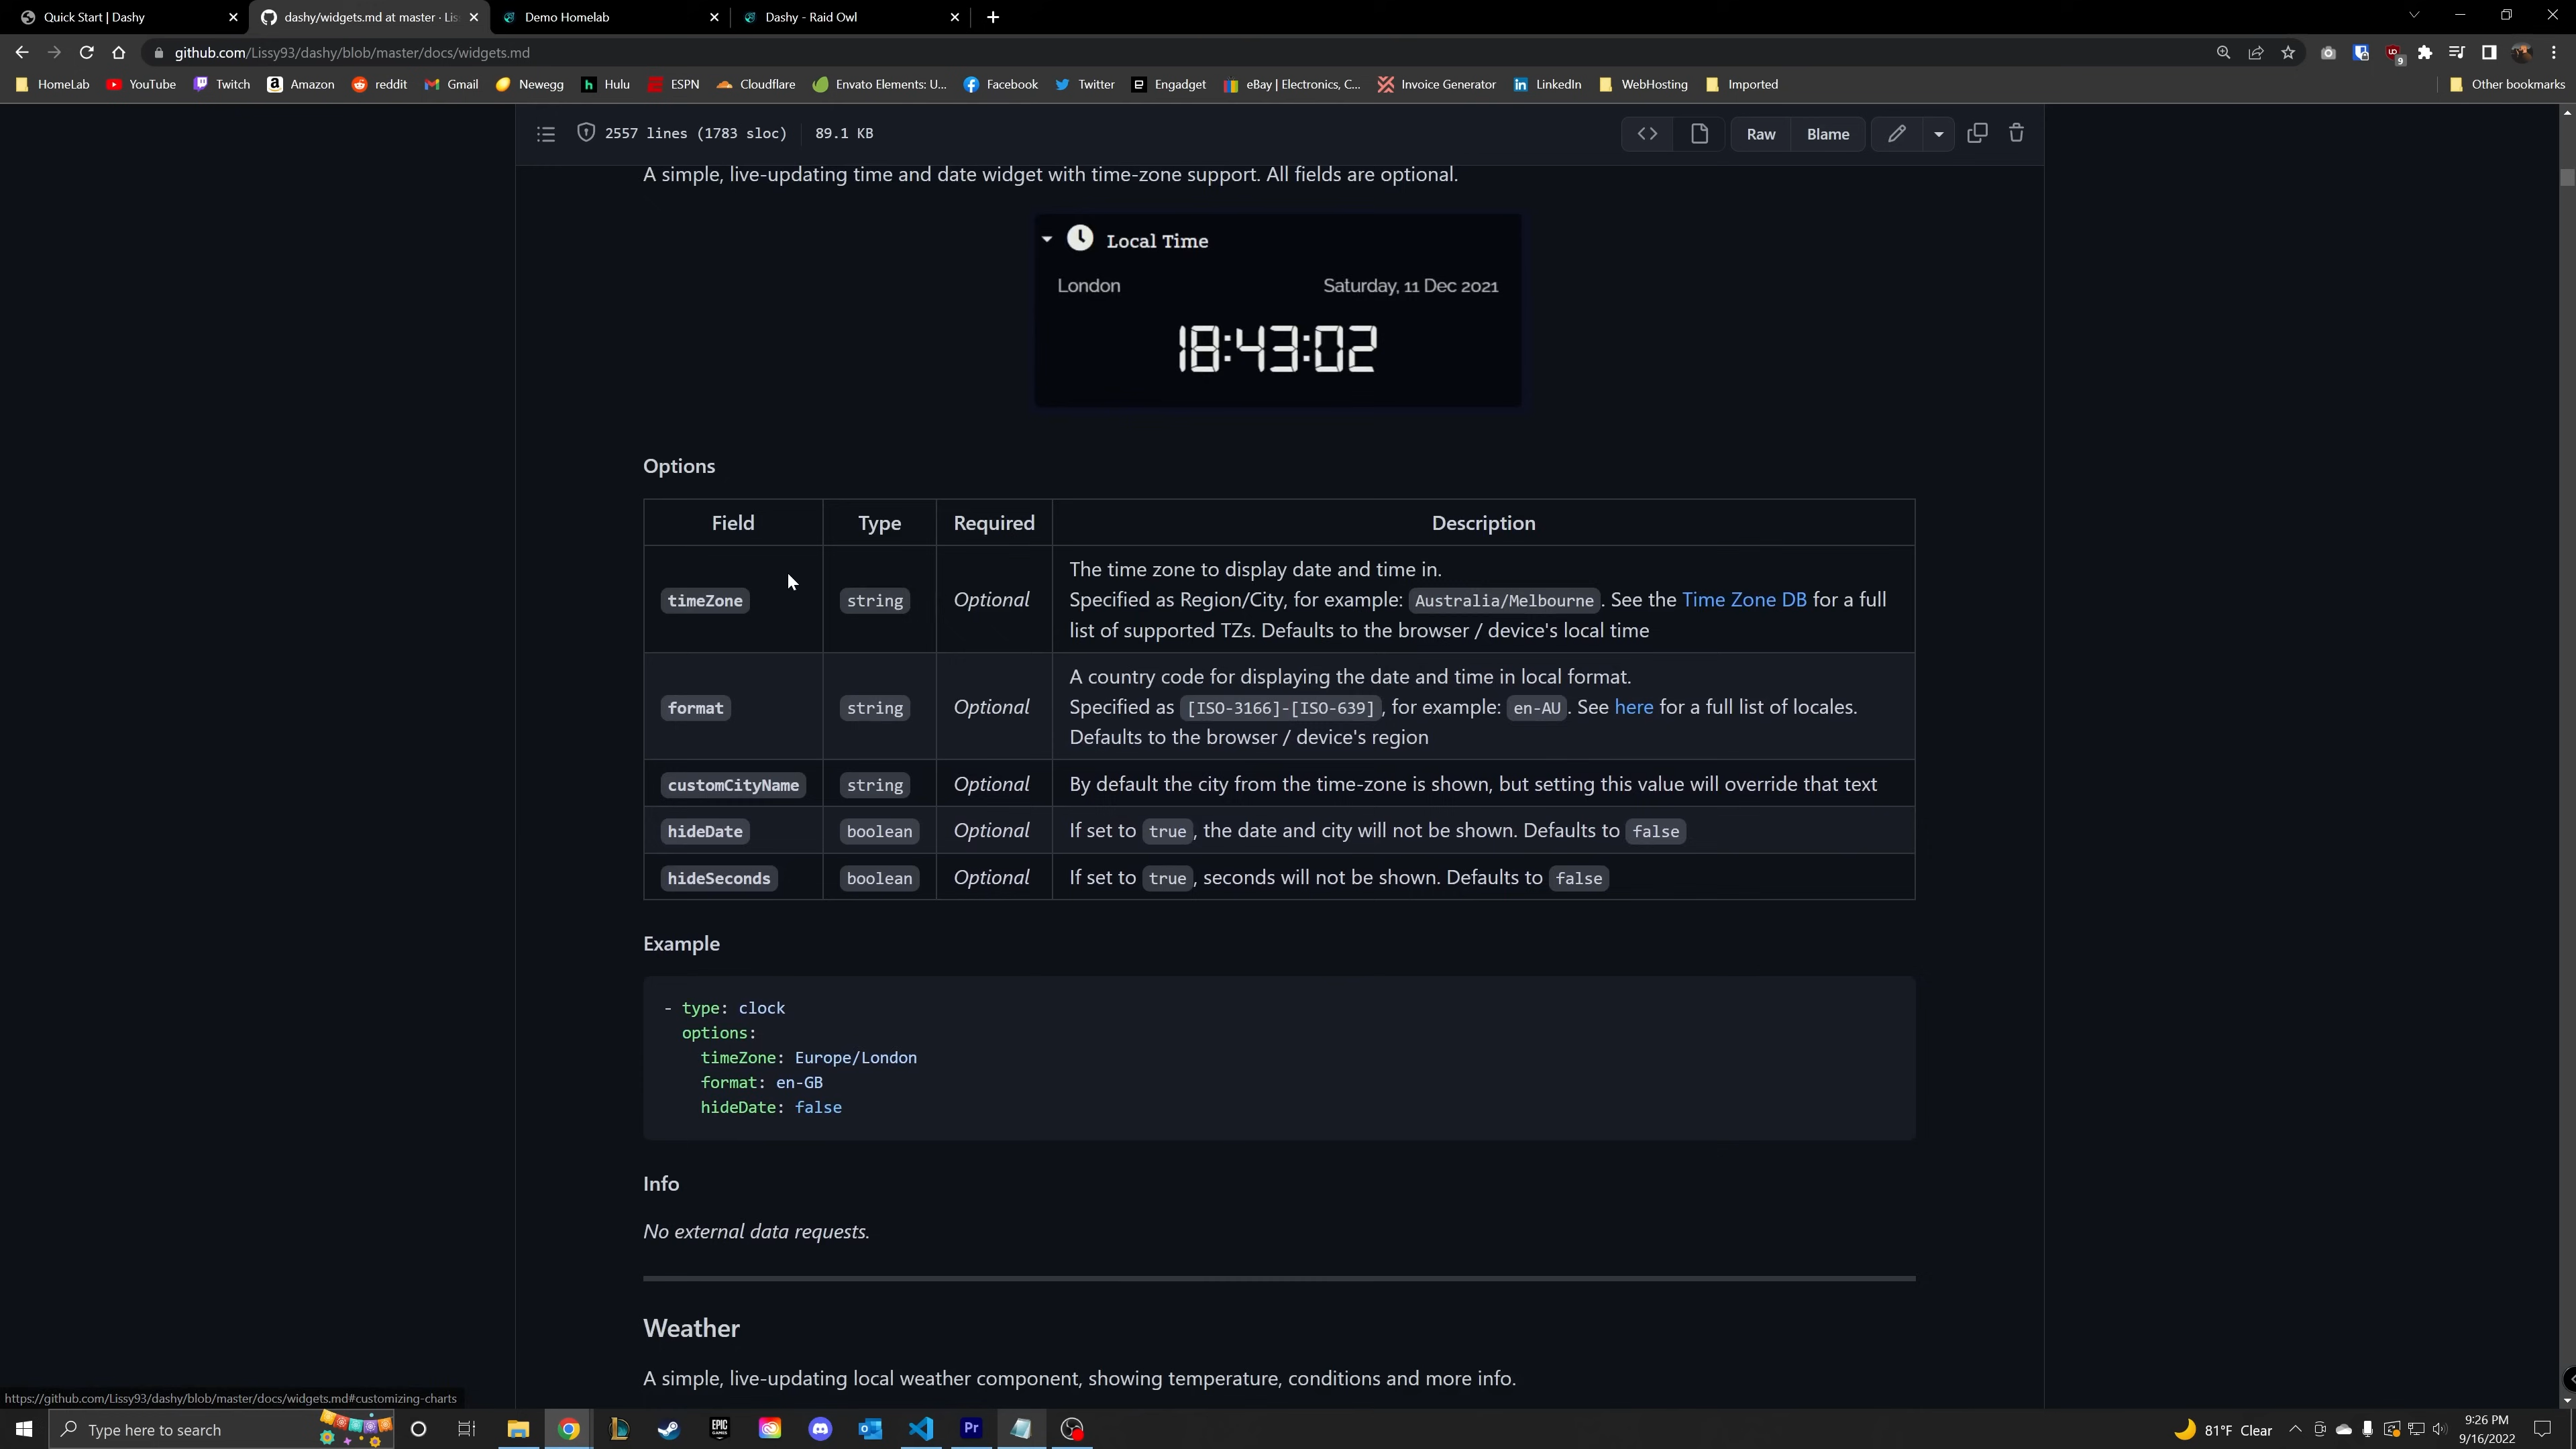 Quick Start | Dashy
dashy/widgets.md at master · Lis
Demo Homelab
Dashy - Raid Owl
github.com/Lissy93/dashy/blob/master/docs/widgets.md
9
HomeLab
YouTube
Twitch
Amazon
reddit
Gmail
Newegg
Hulu
ESPN
Cloudflare
Envato Elements: U...
Facebook
Twitter
Engadget
eBay | Electronics, C...
Invoice Generator
LinkedIn
WebHosting
Imported
Other bookmarks
2557 lines (1783 sloc)
89.1 KB
Raw
Blame
A simple, live-updating time and date widget with time-zone support. All fields are optional.
Local Time
London
Saturday, 11 Dec 2021
18:43:02
Options
Field
Type
Required
Description
timeZone
string
Optional
The time zone to display date and time in.
Specified as Region/City, for example: Australia/Melbourne. See the Time Zone DB for a full
list of supported TZs. Defaults to the browser / device's local time
format
string
Optional
A country code for displaying the date and time in local format.
Specified as [ISO-3166]-[ISO-639], for example: en-AU. See here for a full list of locales.
Defaults to the browser / device's region
customCityName
string
Optional
By default the city from the time-zone is shown, but setting this value will override that text
hideDate
boolean
Optional
If set to true, the date and city will not be shown. Defaults to false
hideSeconds
boolean
Optional
If set to true, seconds will not be shown. Defaults to false
Example
- type: clock
options:
timeZone: Europe/London
format: en-GB
hideDate: false
Info
No external data requests.
Weather
A simple, live-updating local weather component, showing temperature, conditions and more info.
https://github.com/Lissy93/dashy/blob/master/docs/widgets.md#customizing-charts
Type here to search
EPIC GAMES
Pr
81°F Clear
9:26 PM
9/16/2022